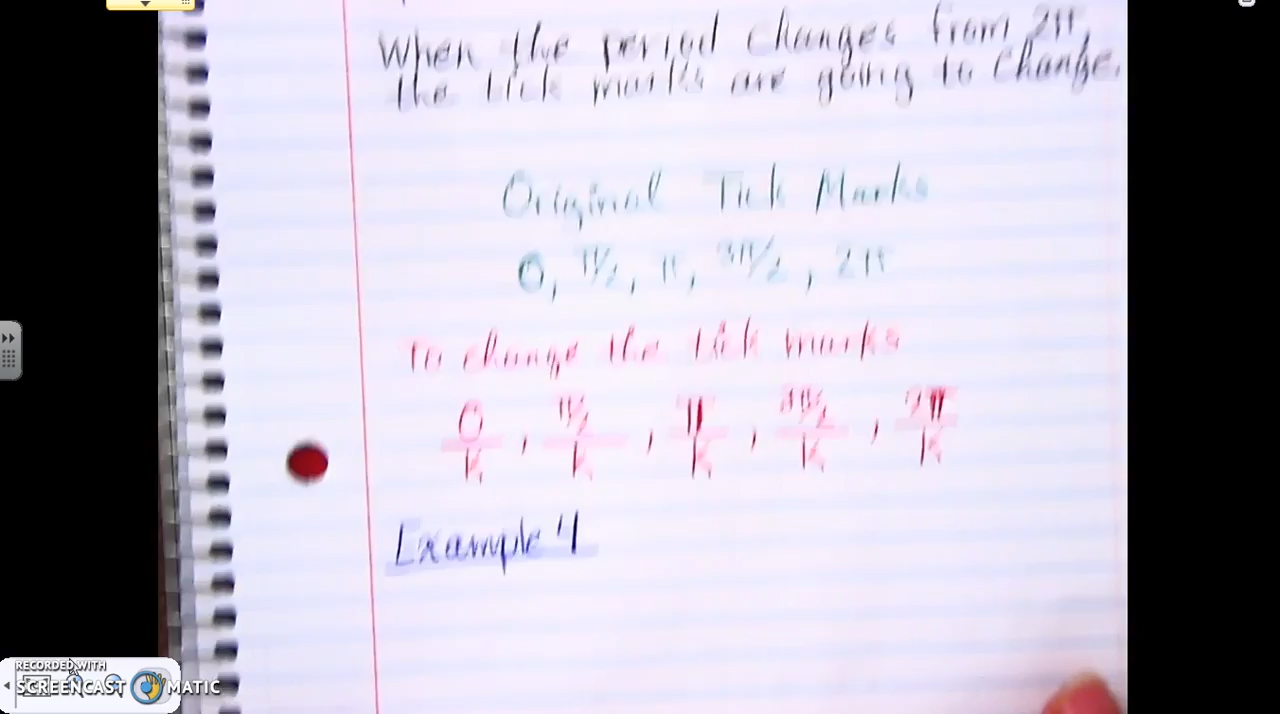 When the period changes from 2π,
the tick marks are going to change.
Original Tick Marks
0, π/2, π, 3π/2, 2π
To change the tick marks
0/k, π/2/k, π/k, 3π/2/k, 2π/k
Example 4
RECORDED WITH
SCREENCAST MATIC